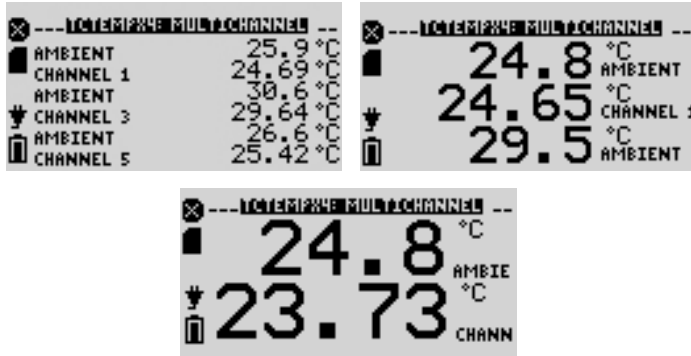 ---TCTEMPX4: MULTICHANNEL --
AMBIENT 25.9°C
CHANNEL 1 24.69°C
AMBIENT 30.6°C
CHANNEL 3 29.64°C
AMBIENT 26.6°C
CHANNEL 5 25.42°C
---TCTEMPX4: MULTICHANNEL --
24.8 °C AMBIENT
24.65 °C CHANNEL 1
29.5 °C AMBIENT
---TCTEMPX4: MULTICHANNEL --
24.8 °C AMBIE
23.73 °C CHANN